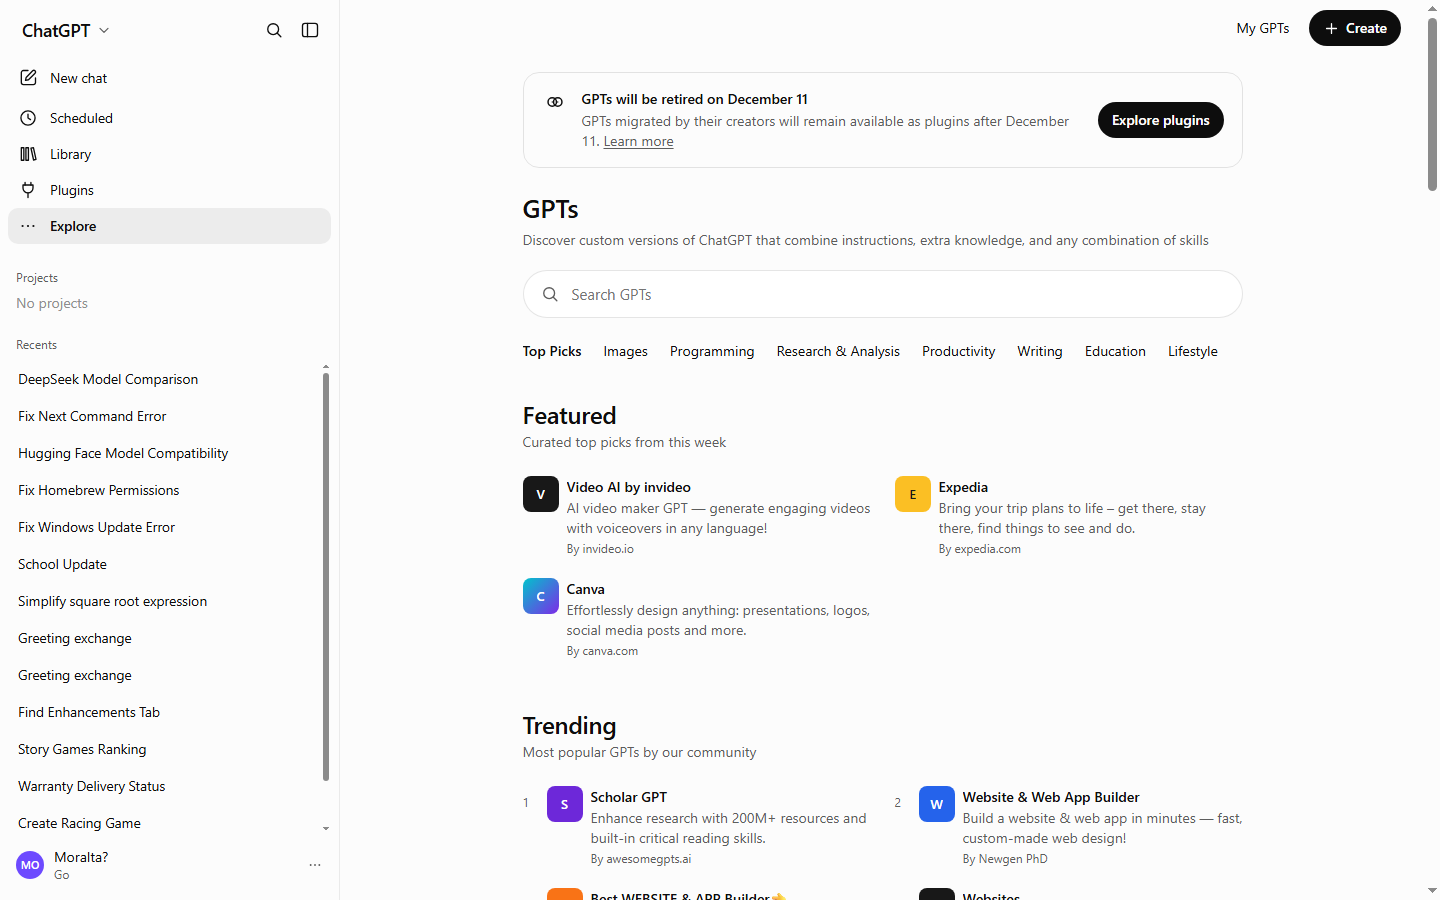 ChatGPT
New chat
Scheduled
Library
Plugins
Explore
Projects
No projects
Recents
DeepSeek Model Comparison
Fix Next Command Error
Hugging Face Model Compatibility
Fix Homebrew Permissions
Fix Windows Update Error
School Update
Simplify square root expression
Greeting exchange
Greeting exchange
Find Enhancements Tab
Story Games Ranking
Warranty Delivery Status
Create Racing Game
MO
Moralta?
Go
My GPTs
Create
GPTs will be retired on December 11
GPTs migrated by their creators will remain available as plugins after December
11. Learn more
Explore plugins
GPTs
Discover custom versions of ChatGPT that combine instructions, extra knowledge, and any combination of skills
Search GPTs
Top Picks Images Programming Research & Analysis Productivity Writing Education Lifestyle
Featured
Curated top picks from this week
V
Video AI by invideo
AI video maker GPT — generate engaging videos
with voiceovers in any language!
By invideo.io
E
Expedia
Bring your trip plans to life – get there, stay
there, find things to see and do.
By expedia.com
C
Canva
Effortlessly design anything: presentations, logos,
social media posts and more.
By canva.com
Trending
Most popular GPTs by our community
1
S
Scholar GPT
Enhance research with 200M+ resources and
built-in critical reading skills.
By awesomegpts.ai
2
W
Website & Web App Builder
Build a website & web app in minutes — fast,
custom-made web design!
By Newgen PhD
Best WEBSITE & APP Builder
Websites